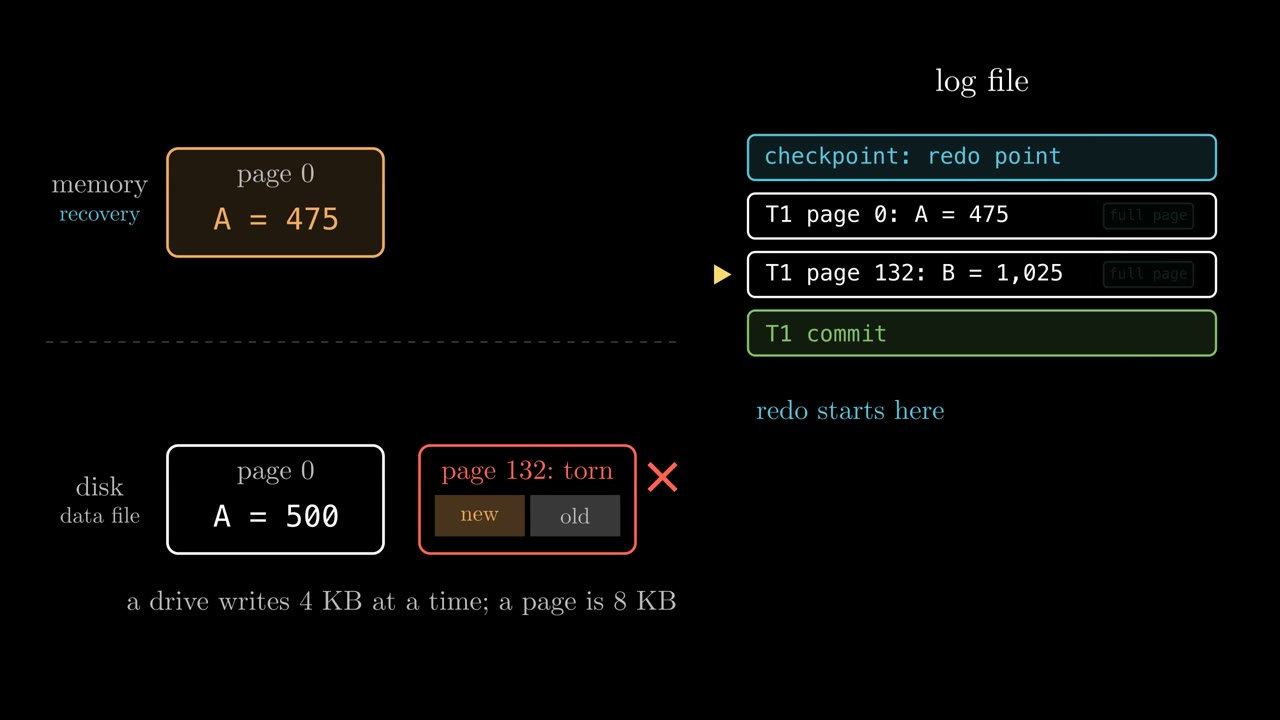 log file
checkpoint: redo point
T1 page 0: A = 475 full page
T1 page 132: B = 1,025 full page
T1 commit
redo starts here
memory
recovery
page 0
A = 475
disk
data file
page 0
A = 500
page 132: torn
new old
a drive writes 4 KB at a time; a page is 8 KB